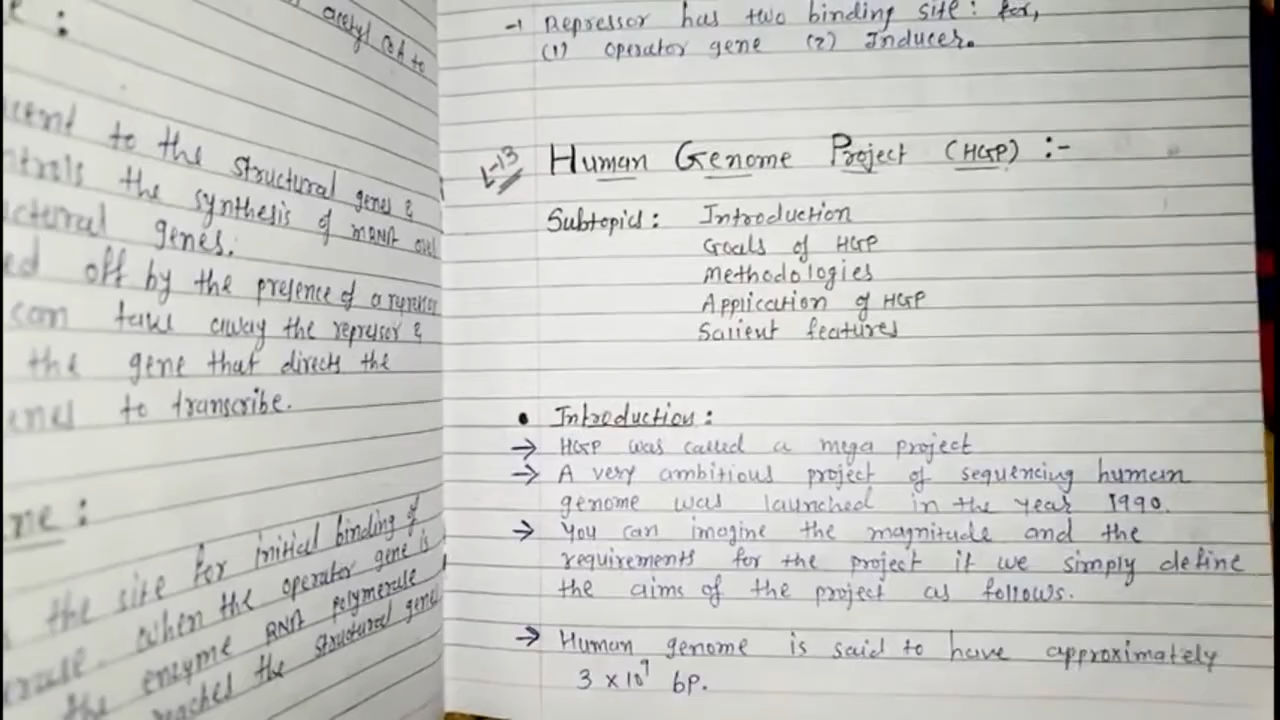 acetyl CoA to
to the structural genes &
the synthesis of mRNA over
genes.
off by the presence of a repressor
can take away the repressor &
the gene that directs the
to transcribe.
the site for initial binding of
when the operator gene is
the enzyme RNA polymerase
reaches the structural genes
→ Repressor has two binding site: for,
(1) operator gene (2) Inducer.
L-13 Human Genome Project (HGP) :-
Subtopics: Introduction
Goals of HGP
methodologies
Application of HGP
Salient features
• Introduction:
→ HGP was called a mega project
→ A very ambitious project of sequencing human
genome was launched in the year 1990.
→ You can imagine the magnitude and the
requirements for the project if we simply define
the aims of the project as follows.
→ Human genome is said to have approximately
3 x 10⁹ bp.